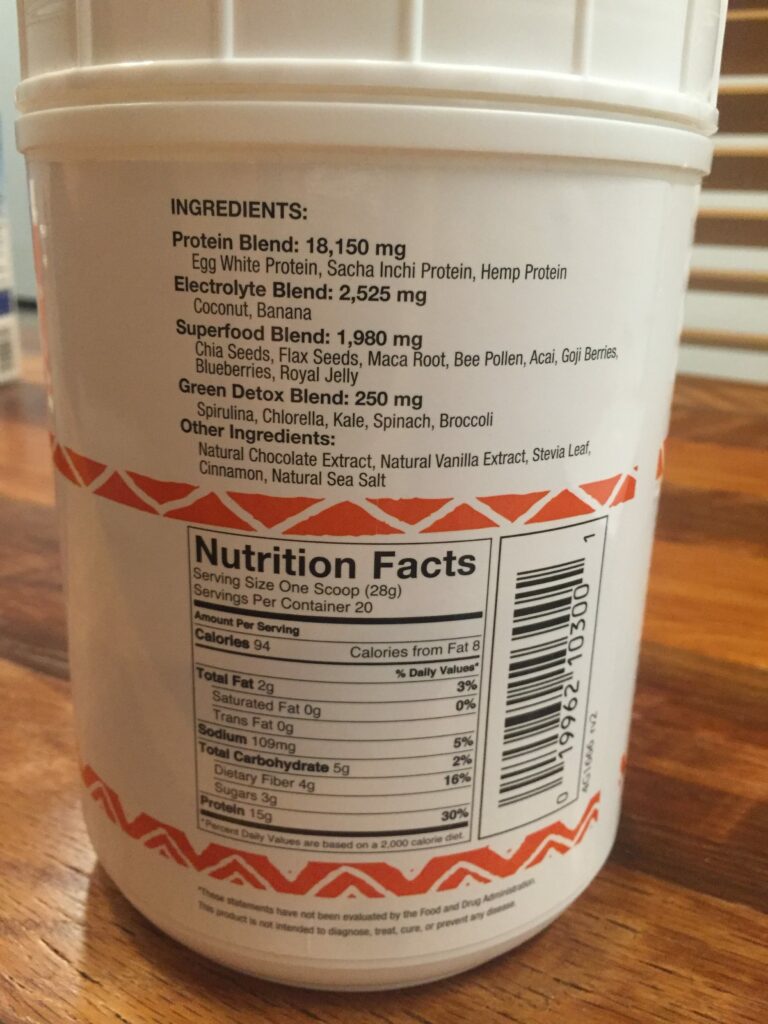 INGREDIENTS:
Protein Blend: 18,150 mg
Egg White Protein, Sacha Inchi Protein, Hemp Protein
Electrolyte Blend: 2,525 mg
Coconut, Banana
Superfood Blend: 1,980 mg
Chia Seeds, Flax Seeds, Maca Root, Bee Pollen, Acai, Goji Berries,
Blueberries, Royal Jelly
Green Detox Blend: 250 mg
Spirulina, Chlorella, Kale, Spinach, Broccoli
Other Ingredients:
Natural Chocolate Extract, Natural Vanilla Extract, Stevia Leaf,
Cinnamon, Natural Sea Salt
Nutrition Facts
Serving Size One Scoop (28g)
Servings Per Container 20
Amount Per Serving
Calories 94 Calories from Fat 8
% Daily Values*
Total Fat 2g 3%
Saturated Fat 0g 0%
Trans Fat 0g
Sodium 109mg 5%
Total Carbohydrate 5g 2%
Dietary Fiber 4g 16%
Sugars 3g
Protein 15g 30%
*Percent Daily Values are based on a 2,000 calorie diet.
0 19962 10300 1
4G1666 rv2
*These statements have not been evaluated by the Food and Drug Administration.
This product is not intended to diagnose, treat, cure, or prevent any disease.